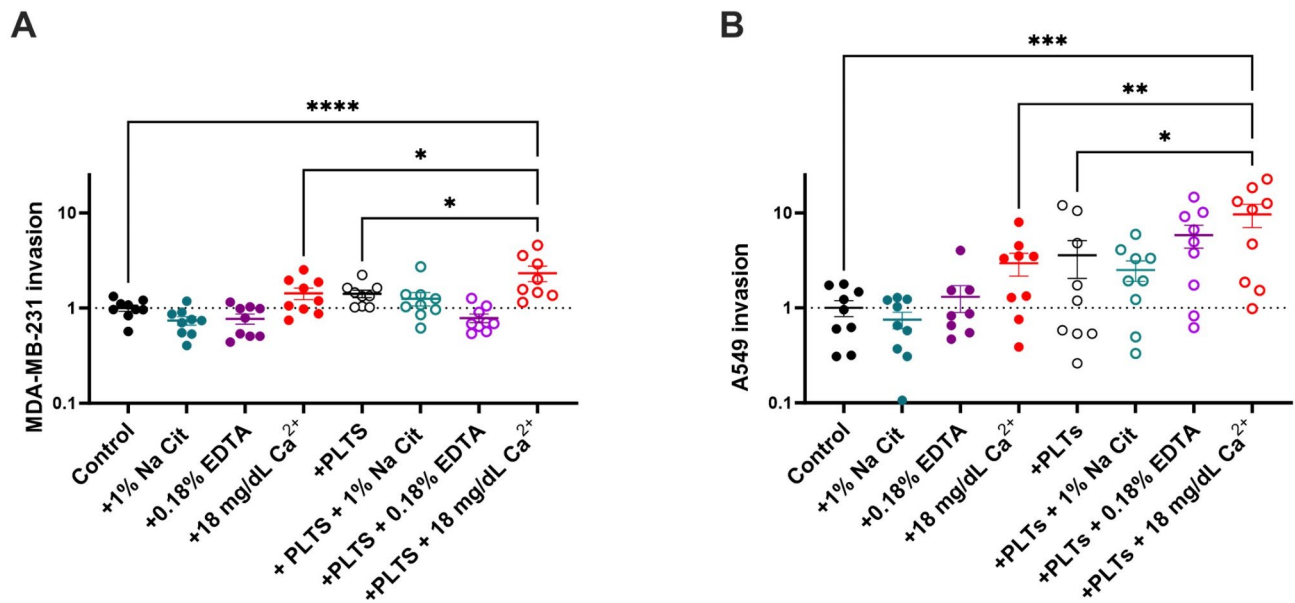 A
****
*
*
MDA-MB-231 invasion
10
1
0.1
Control
+1% Na Cit
+0.18% EDTA
+18 mg/dL Ca²⁺
+PLTS
+ PLTS + 1% Na Cit
+PLTS + 0.18% EDTA
+PLTS + 18 mg/dL Ca²⁺
B
***
**
*
A549 invasion
10
1
0.1
Control
+1% Na Cit
+0.18% EDTA
+18 mg/dL Ca²⁺
+PLTs
+PLTs + 1% Na Cit
+PLTs + 0.18% EDTA
+PLTs + 18 mg/dL Ca²⁺